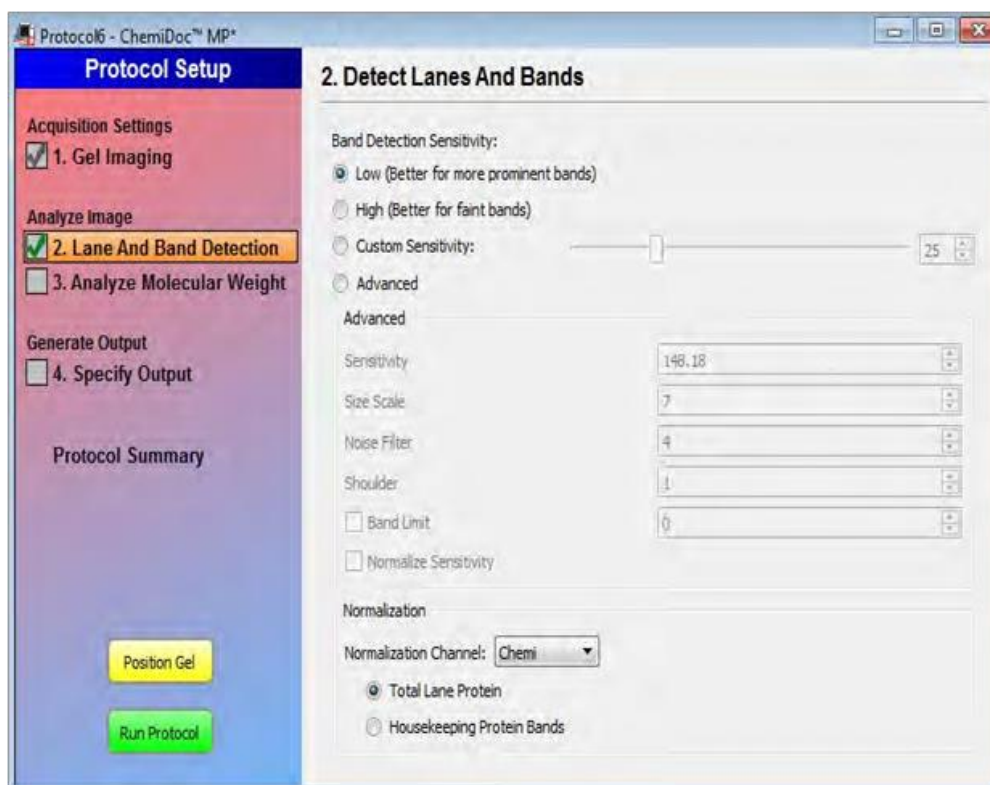 Protocol6 - ChemiDoc™ MP*
Protocol Setup
Acquisition Settings
1. Gel Imaging
Analyze Image
2. Lane And Band Detection
3. Analyze Molecular Weight
Generate Output
4. Specify Output
Protocol Summary
Position Gel
Run Protocol
2. Detect Lanes And Bands
Band Detection Sensitivity:
Low (Better for more prominent bands)
High (Better for faint bands)
Custom Sensitivity: 25
Advanced
Advanced
Sensitivity 148.18
Size Scale 7
Noise Filter 4
Shoulder 1
Band Limit 0
Normalize Sensitivity
Normalization
Normalization Channel: Chemi
Total Lane Protein
Housekeeping Protein Bands